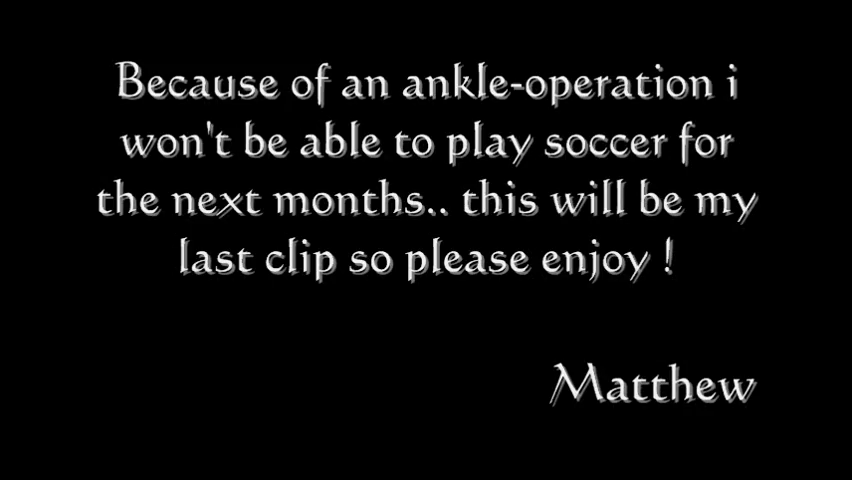 Because of an ankle-operation i
won't be able to play soccer for
the next months.. this will be my
last clip so please enjoy !
Matthew